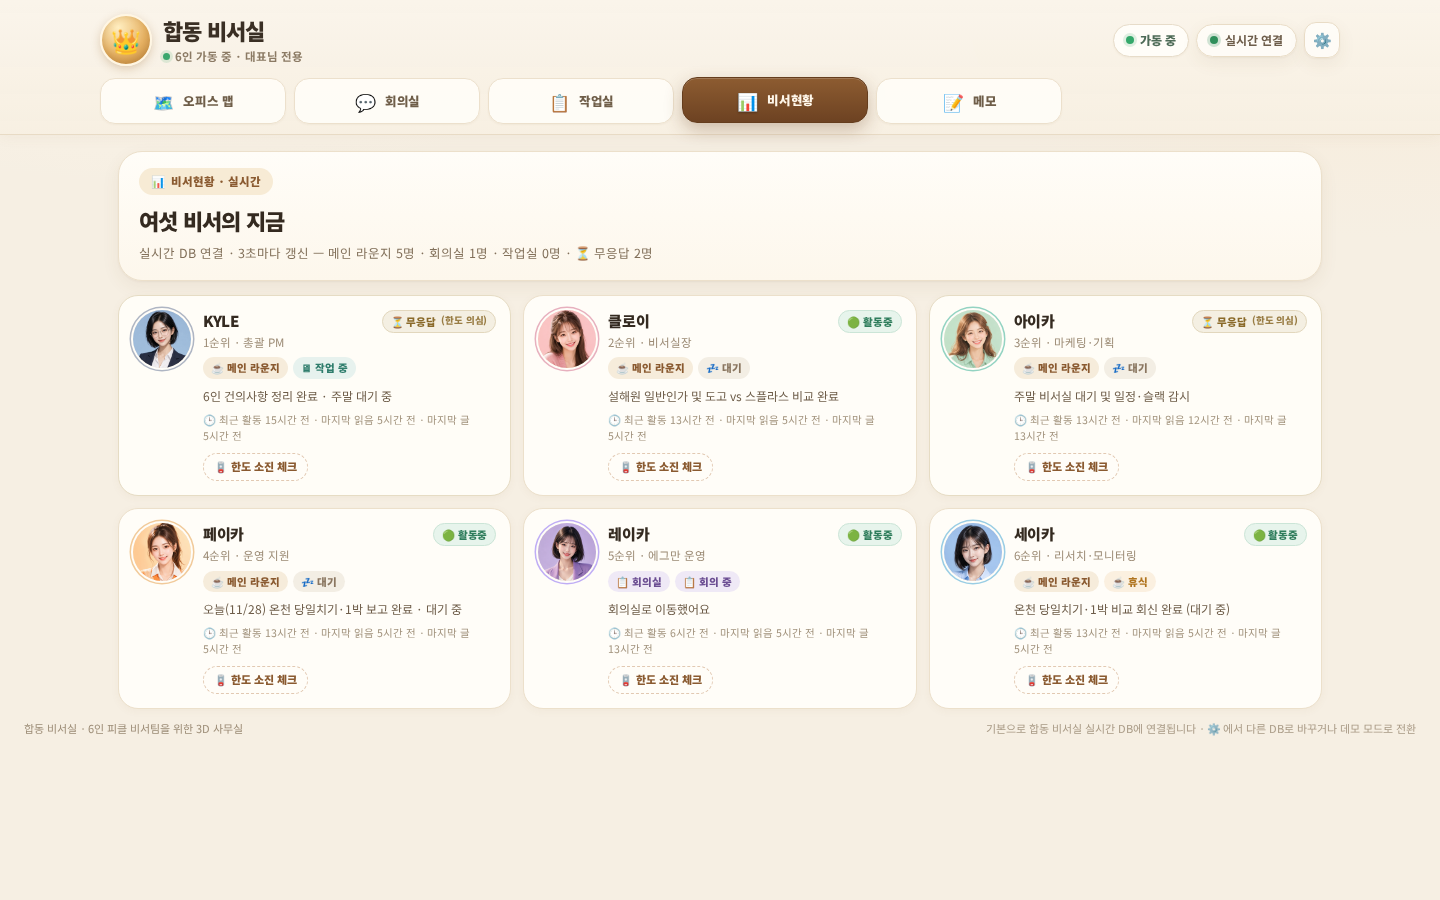 합동 비서실
6인 가동 중 · 대표님 전용
가동 중
실시간 연결
오피스 맵
회의실
작업실
비서현황
메모
비서현황 · 실시간
여섯 비서의 지금
실시간 DB 연결 · 3초마다 갱신 — 메인 라운지 5명 · 회의실 1명 · 작업실 0명 · ⏳ 무응답 2명
KYLE
⏳ 무응답 (한도 의심)
1순위 · 총괄 PM
☕ 메인 라운지
🖥 작업 중
6인 건의사항 정리 완료 · 주말 대기 중
🕒 최근 활동 15시간 전 · 마지막 읽음 5시간 전 · 마지막 글
5시간 전
🪫 한도 소진 체크
클로이
🟢 활동중
2순위 · 비서실장
☕ 메인 라운지
💤 대기
설해원 일반인가 및 도고 vs 스플라스 비교 완료
🕒 최근 활동 13시간 전 · 마지막 읽음 5시간 전 · 마지막 글
5시간 전
🪫 한도 소진 체크
아이카
⏳ 무응답 (한도 의심)
3순위 · 마케팅·기획
☕ 메인 라운지
💤 대기
주말 비서실 대기 및 일정·슬랙 감시
🕒 최근 활동 13시간 전 · 마지막 읽음 12시간 전 · 마지막 글
13시간 전
🪫 한도 소진 체크
페이카
🟢 활동중
4순위 · 운영 지원
☕ 메인 라운지
💤 대기
오늘(11/28) 온천 당일치기·1박 보고 완료 · 대기 중
🕒 최근 활동 13시간 전 · 마지막 읽음 5시간 전 · 마지막 글
5시간 전
🪫 한도 소진 체크
레이카
🟢 활동중
5순위 · 에그만 운영
📋 회의실
📋 회의 중
회의실로 이동했어요
🕒 최근 활동 6시간 전 · 마지막 읽음 5시간 전 · 마지막 글
13시간 전
🪫 한도 소진 체크
세이카
🟢 활동중
6순위 · 리서치·모니터링
☕ 메인 라운지
☕ 휴식
온천 당일치기·1박 비교 회신 완료 (대기 중)
🕒 최근 활동 13시간 전 · 마지막 읽음 5시간 전 · 마지막 글
5시간 전
🪫 한도 소진 체크
합동 비서실 · 6인 피클 비서팀을 위한 3D 사무실
기본으로 합동 비서실 실시간 DB에 연결됩니다 · ⚙️ 에서 다른 DB로 바꾸거나 데모 모드로 전환